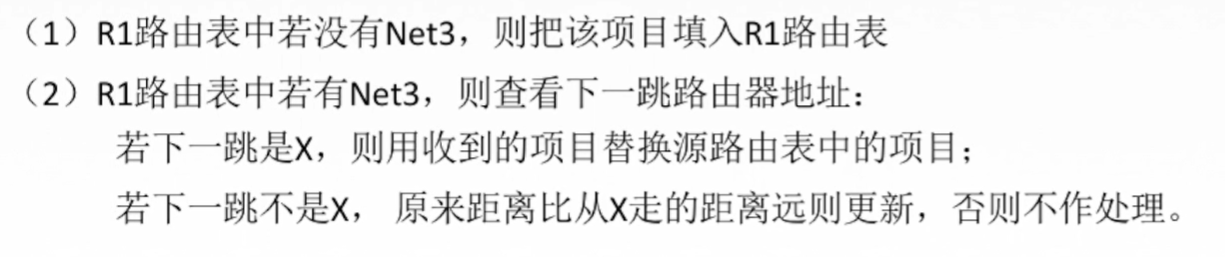 （1）R1路由表中若没有Net3，则把该项目填入R1路由表
（2）R1路由表中若有Net3，则查看下一跳路由器地址：
若下一跳是X，则用收到的项目替换源路由表中的项目；
若下一跳不是X， 原来距离比从X走的距离远则更新，否则不作处理。